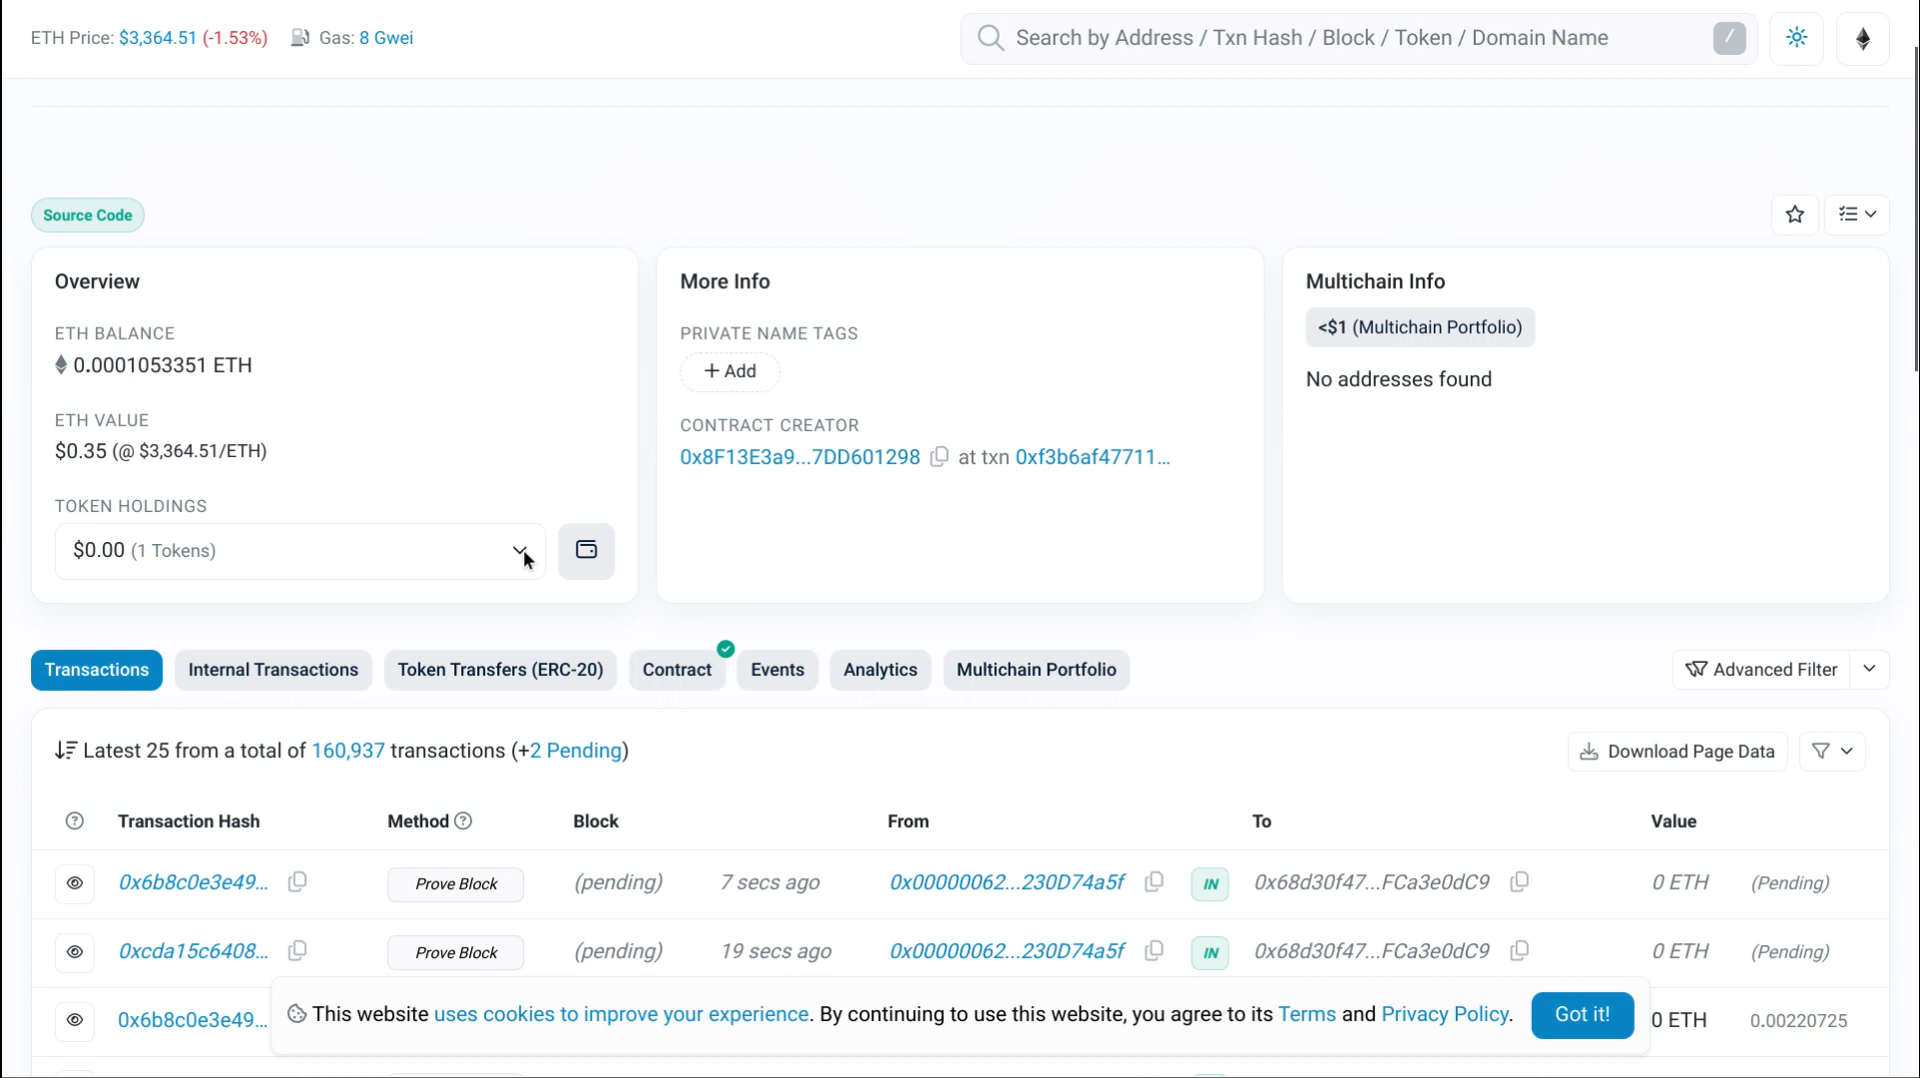 ETH Price: $3,364.51 (-1.53%) Gas: 8 Gwei Search by Address / Txn Hash / Block / Token / Domain Name /
Source Code
Overview
ETH BALANCE
0.0001053351 ETH
ETH VALUE
$0.35 (@ $3,364.51/ETH)
TOKEN HOLDINGS
$0.00 (1 Tokens)
More Info
PRIVATE NAME TAGS
+ Add
CONTRACT CREATOR
0x8F13E3a9...7DD601298 at txn 0xf3b6af47711...
Multichain Info
<$1 (Multichain Portfolio)
No addresses found
Transactions Internal Transactions Token Transfers (ERC-20) Contract Events Analytics Multichain Portfolio Advanced Filter
Latest 25 from a total of 160,937 transactions (+2 Pending) Download Page Data
Transaction Hash Method Block From To Value
0x6b8c0e3e49... Prove Block (pending) 7 secs ago 0x00000062...230D74a5f IN 0x68d30f47...FCa3e0dC9 0 ETH (Pending)
0xcda15c6408... Prove Block (pending) 19 secs ago 0x00000062...230D74a5f IN 0x68d30f47...FCa3e0dC9 0 ETH (Pending)
0x6b8c0e3e49... 0 ETH 0.00220725
This website uses cookies to improve your experience. By continuing to use this website, you agree to its Terms and Privacy Policy. Got it!